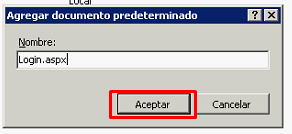 Local
Agregar documento predeterminado
Nombre:
Login.aspx
Aceptar Cancelar